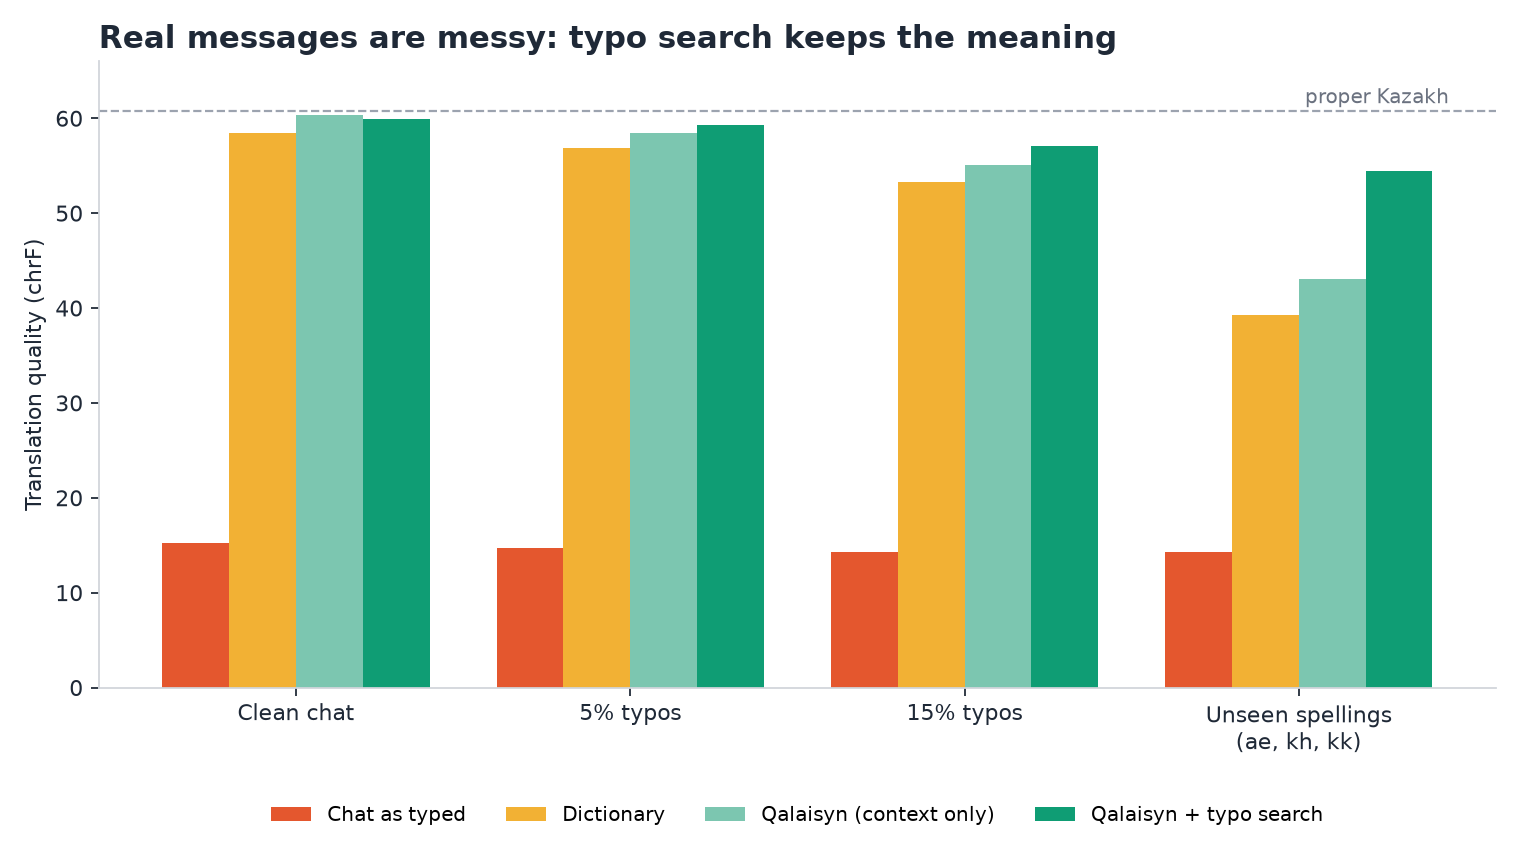 Real messages are messy: typo search keeps the meaning
proper Kazakh
Translation quality (chrF)
60
50
40
30
20
10
0
Clean chat
5% typos
15% typos
Unseen spellings
(ae, kh, kk)
Chat as typed
Dictionary
Qalaisyn (context only)
Qalaisyn + typo search